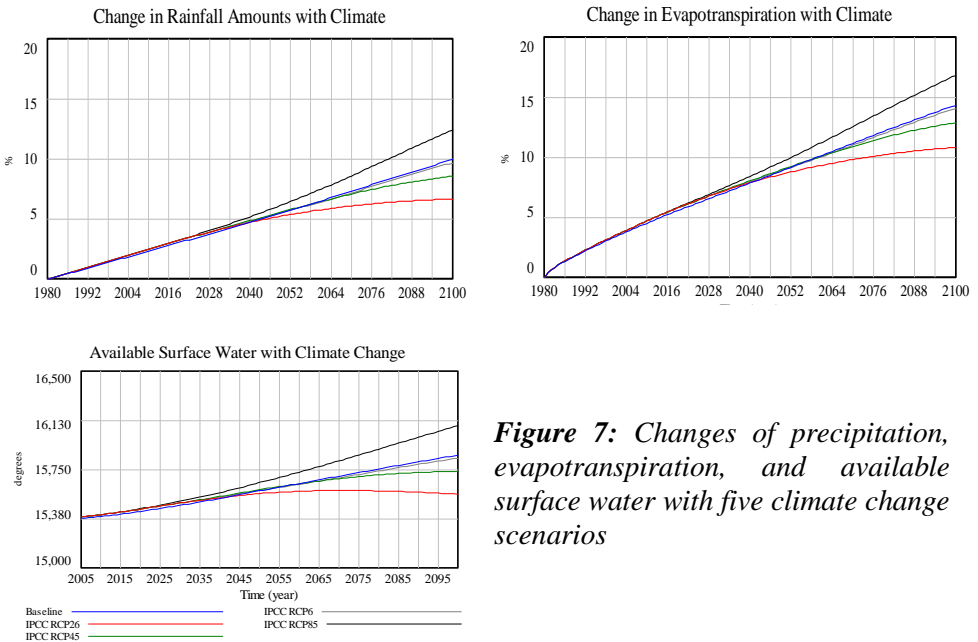 Change in Rainfall Amounts with Climate
20
15
10
5
0
%
1980 1992 2004 2016 2028 2040 2052 2064 2076 2088 2100
Change in Evapotranspiration with Climate
20
15
10
5
0
%
1980 1992 2004 2016 2028 2040 2052 2064 2076 2088 2100
Available Surface Water with Climate Change
16,500
16,130
15,750
15,380
15,000
degrees
2005 2015 2025 2035 2045 2055 2065 2075 2085 2095
Time (year)
Baseline
IPCC RCP26
IPCC RCP45
IPCC RCP6
IPCC RCP85
Figure 7: Changes of precipitation,
evapotranspiration, and available
surface water with five climate change
scenarios